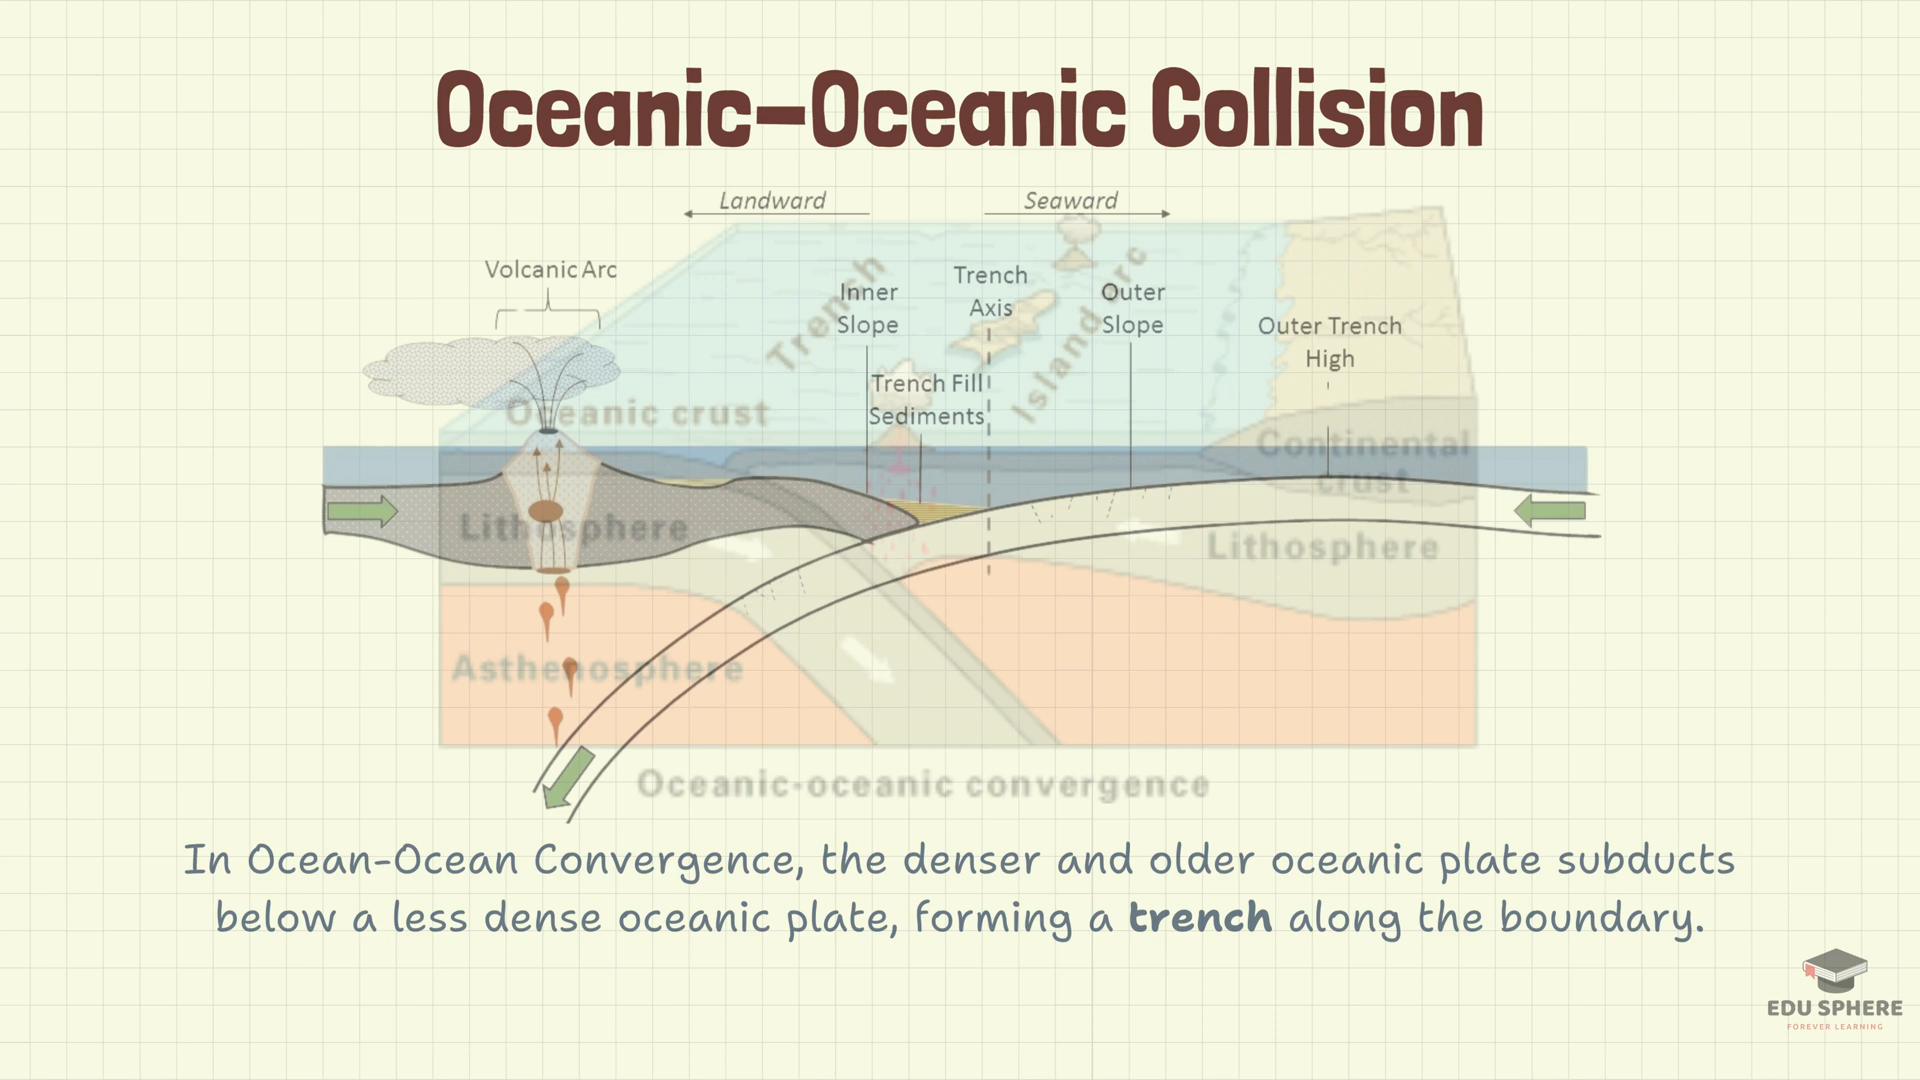 Oceanic-Oceanic Collision
Landward
Seaward
Volcanic Arc
Inner
Slope
Trench
Axis
Outer
Slope
Outer Trench
High
Trench Fill
Sediments
Trench
Island arc
Oceanic crust
Continental
crust
Lithosphere
Lithosphere
Asthenosphere
Oceanic-oceanic convergence
In Ocean-Ocean Convergence, the denser and older oceanic plate subducts
below a less dense oceanic plate, forming a trench along the boundary.
EDU SPHERE
FOREVER LEARNING